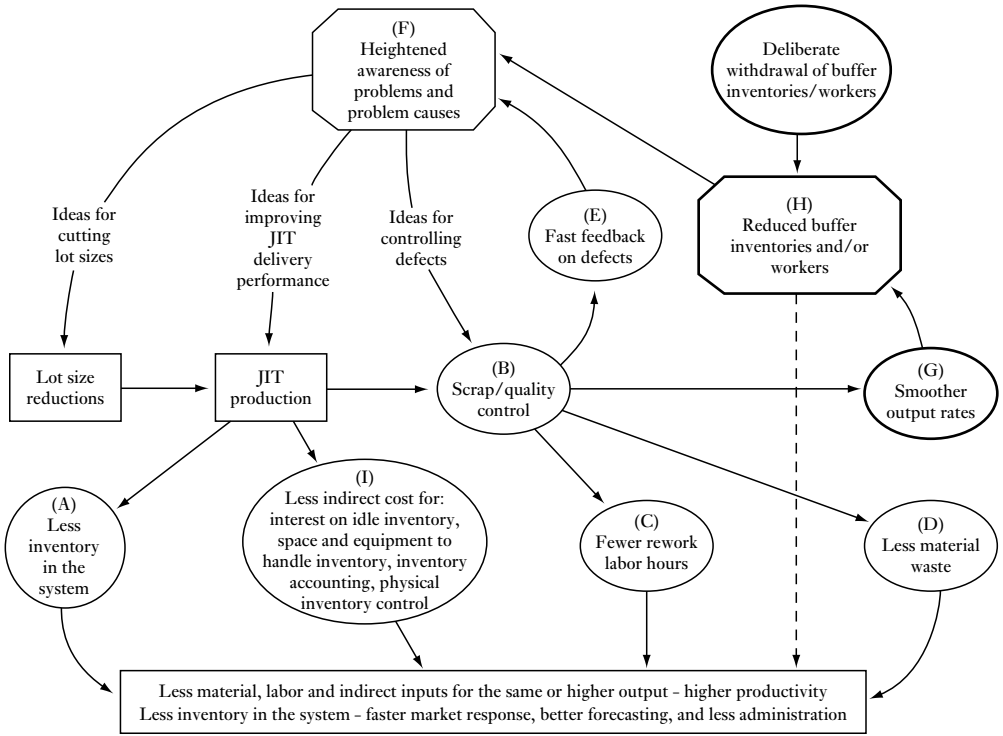 (F)
Heightened
awareness of
problems and
problem causes
Deliberate
withdrawal of buffer
inventories/workers
Ideas for
cutting
lot sizes
Ideas for
improving
JIT
delivery
performance
Ideas for
controlling
defects
(E)
Fast feedback
on defects
(H)
Reduced buffer
inventories and/or
workers
Lot size
reductions
JIT
production
(B)
Scrap/quality
control
(G)
Smoother
output rates
(A)
Less
inventory
in the
system
(I)
Less indirect cost for:
interest on idle inventory,
space and equipment to
handle inventory, inventory
accounting, physical
inventory control
(C)
Fewer rework
labor hours
(D)
Less material
waste
Less material, labor and indirect inputs for the same or higher output – higher productivity
Less inventory in the system – faster market response, better forecasting, and less administration